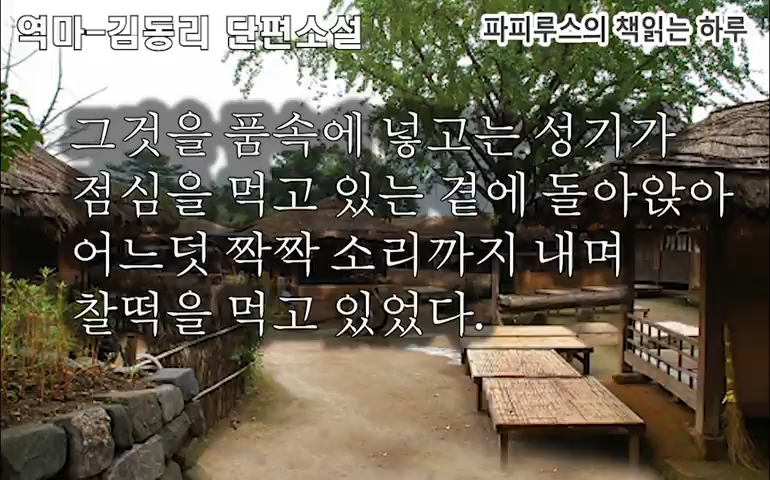 역마-김동리 단편소설
파피루스의 책읽는 하루
그것을 품속에 넣고는 성기가
점심을 먹고 있는 곁에 돌아앉아
어느덧 짝짝 소리까지 내며
찰떡을 먹고 있었다.